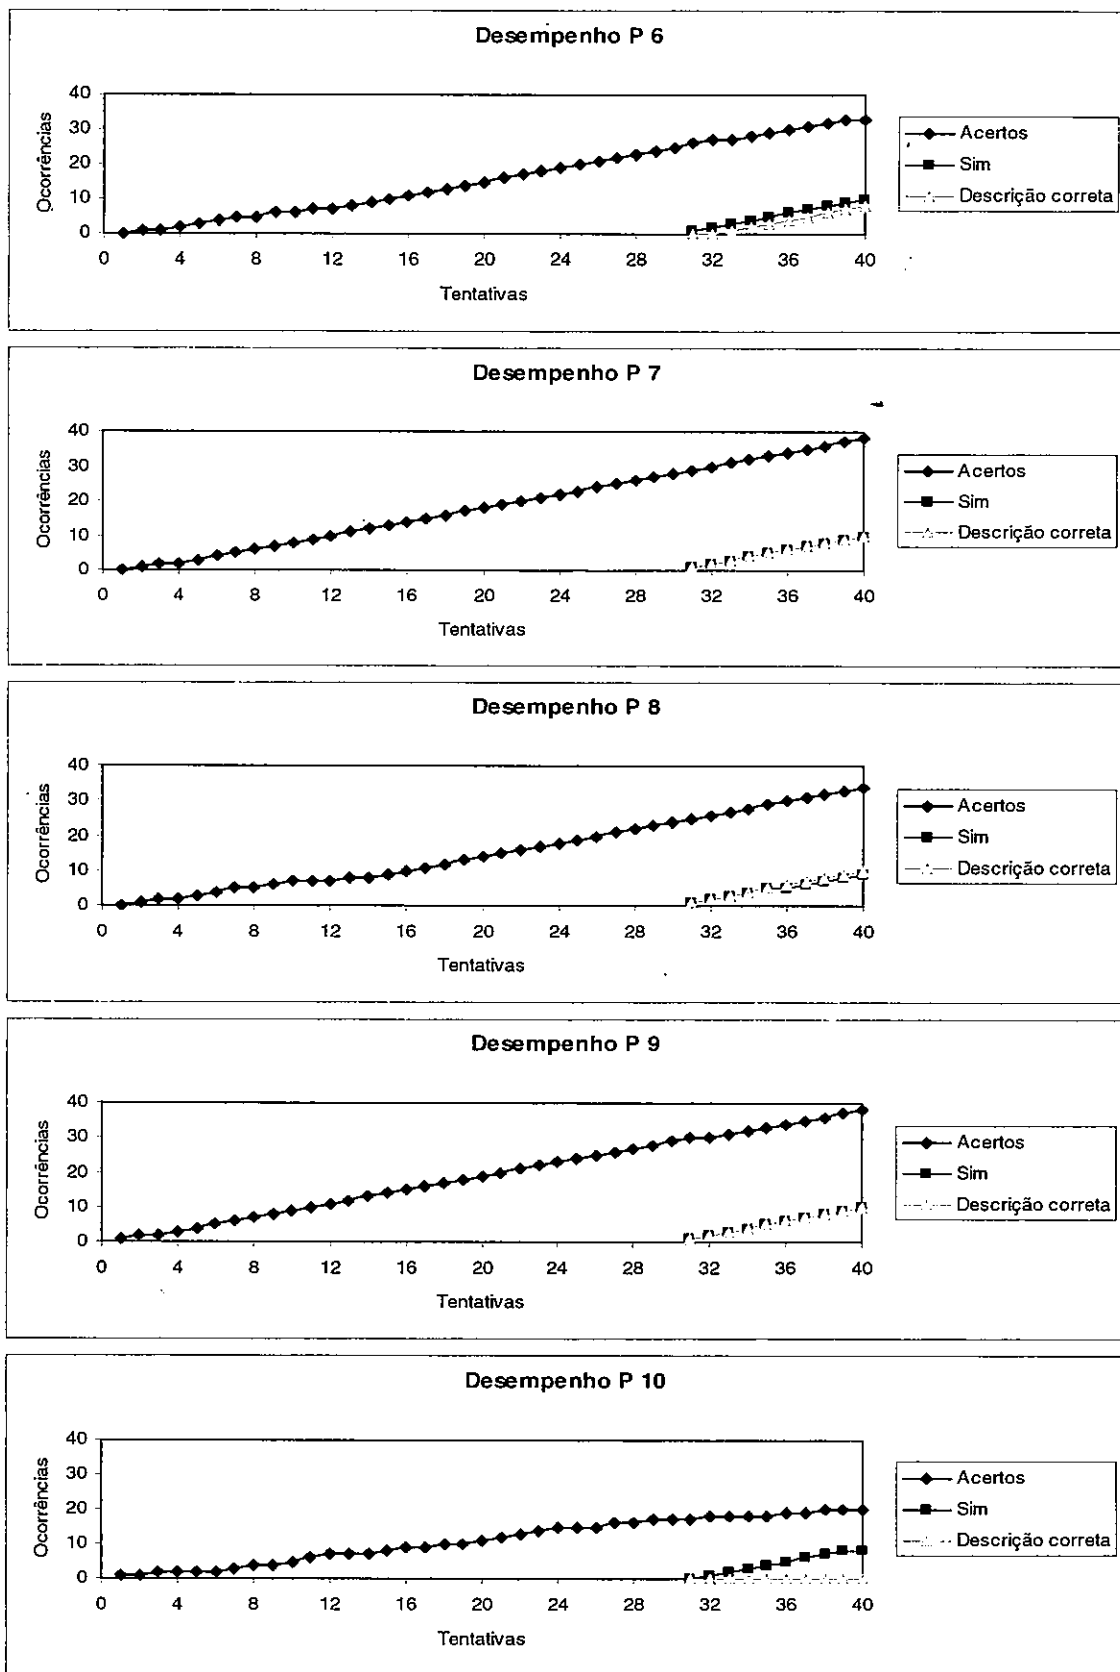 Desempenho P 6
Ocorrências
40
30
20
10
0
0 4 8 12 16 20 24 28 32 36 40
Tentativas
Acertos
Sim
Descrição correta
Desempenho P 7
Ocorrências
40
30
20
10
0
0 4 8 12 16 20 24 28 32 36 40
Tentativas
Acertos
Sim
Descrição correta
Desempenho P 8
Ocorrências
40
30
20
10
0
0 4 8 12 16 20 24 28 32 36 40
Tentativas
Acertos
Sim
Descrição correta
Desempenho P 9
Ocorrências
40
30
20
10
0
0 4 8 12 16 20 24 28 32 36 40
Tentativas
Acertos
Sim
Descrição correta
Desempenho P 10
Ocorrências
40
30
20
10
0
0 4 8 12 16 20 24 28 32 36 40
Tentativas
Acertos
Sim
Descrição correta